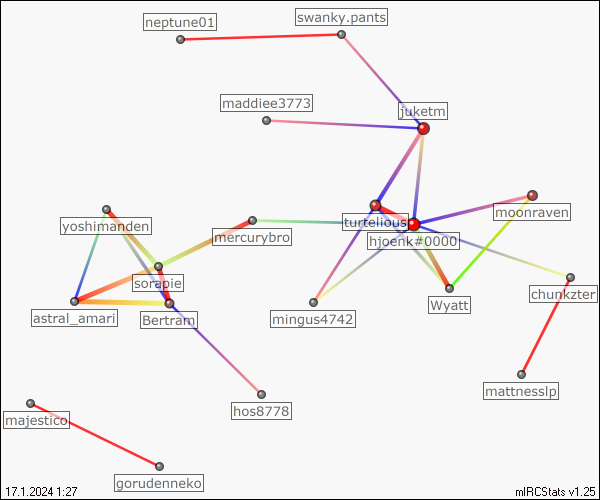 swanky.pants
neptune01
maddiee3773
juketm
moonraven
turtelious
yoshimanden
mercurybro
hjoenk#0000
sorapie
chunkzter
Wyatt
astral_amari
Bertram
mingus4742
mattnesslp
hos8778
majestico
gorudenneko
17.1.2024 1:27
mIRCStats v1.25